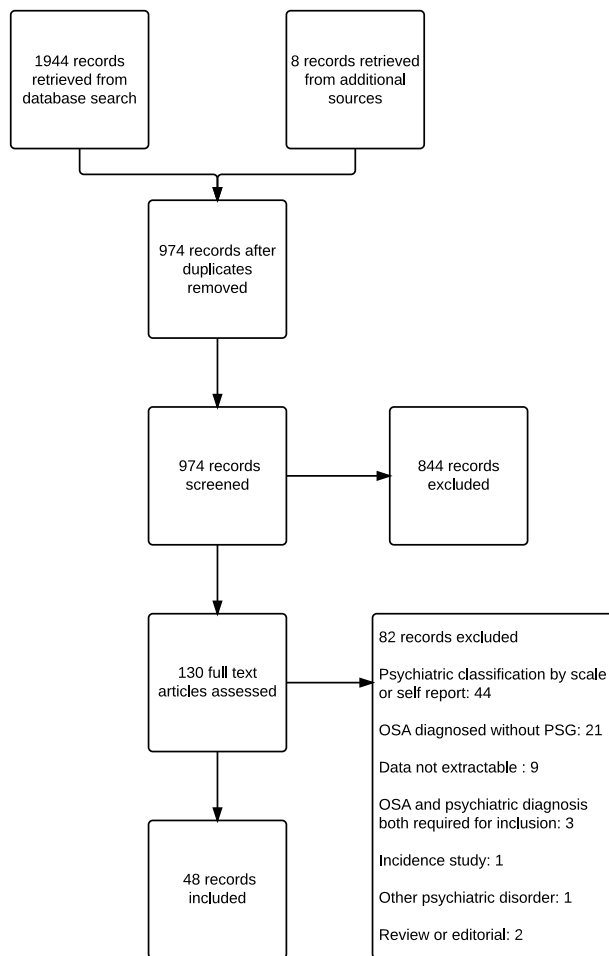 1944 records
retrieved from
database search
8 records retrieved
from additional
sources
974 records after
duplicates
removed
974 records
screened
844 records
excluded
130 full text
articles assessed
82 records excluded
Psychiatric classification by scale
or self report: 44
OSA diagnosed without PSG: 21
Data not extractable : 9
OSA and psychiatric diagnosis
both required for inclusion: 3
Incidence study: 1
Other psychiatric disorder: 1
Review or editorial: 2
48 records
included